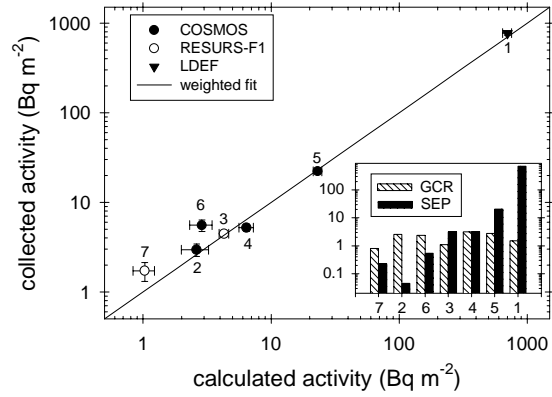 1000
100
10
1
collected activity (Bq m-2)
COSMOS
RESURS-F1
LDEF
weighted fit
1
5
6
3
4
2
7
GCR
SEP
100
10
1
0.1
7 2 6 3 4 5 1
1 10 100 1000
calculated activity (Bq m-2)